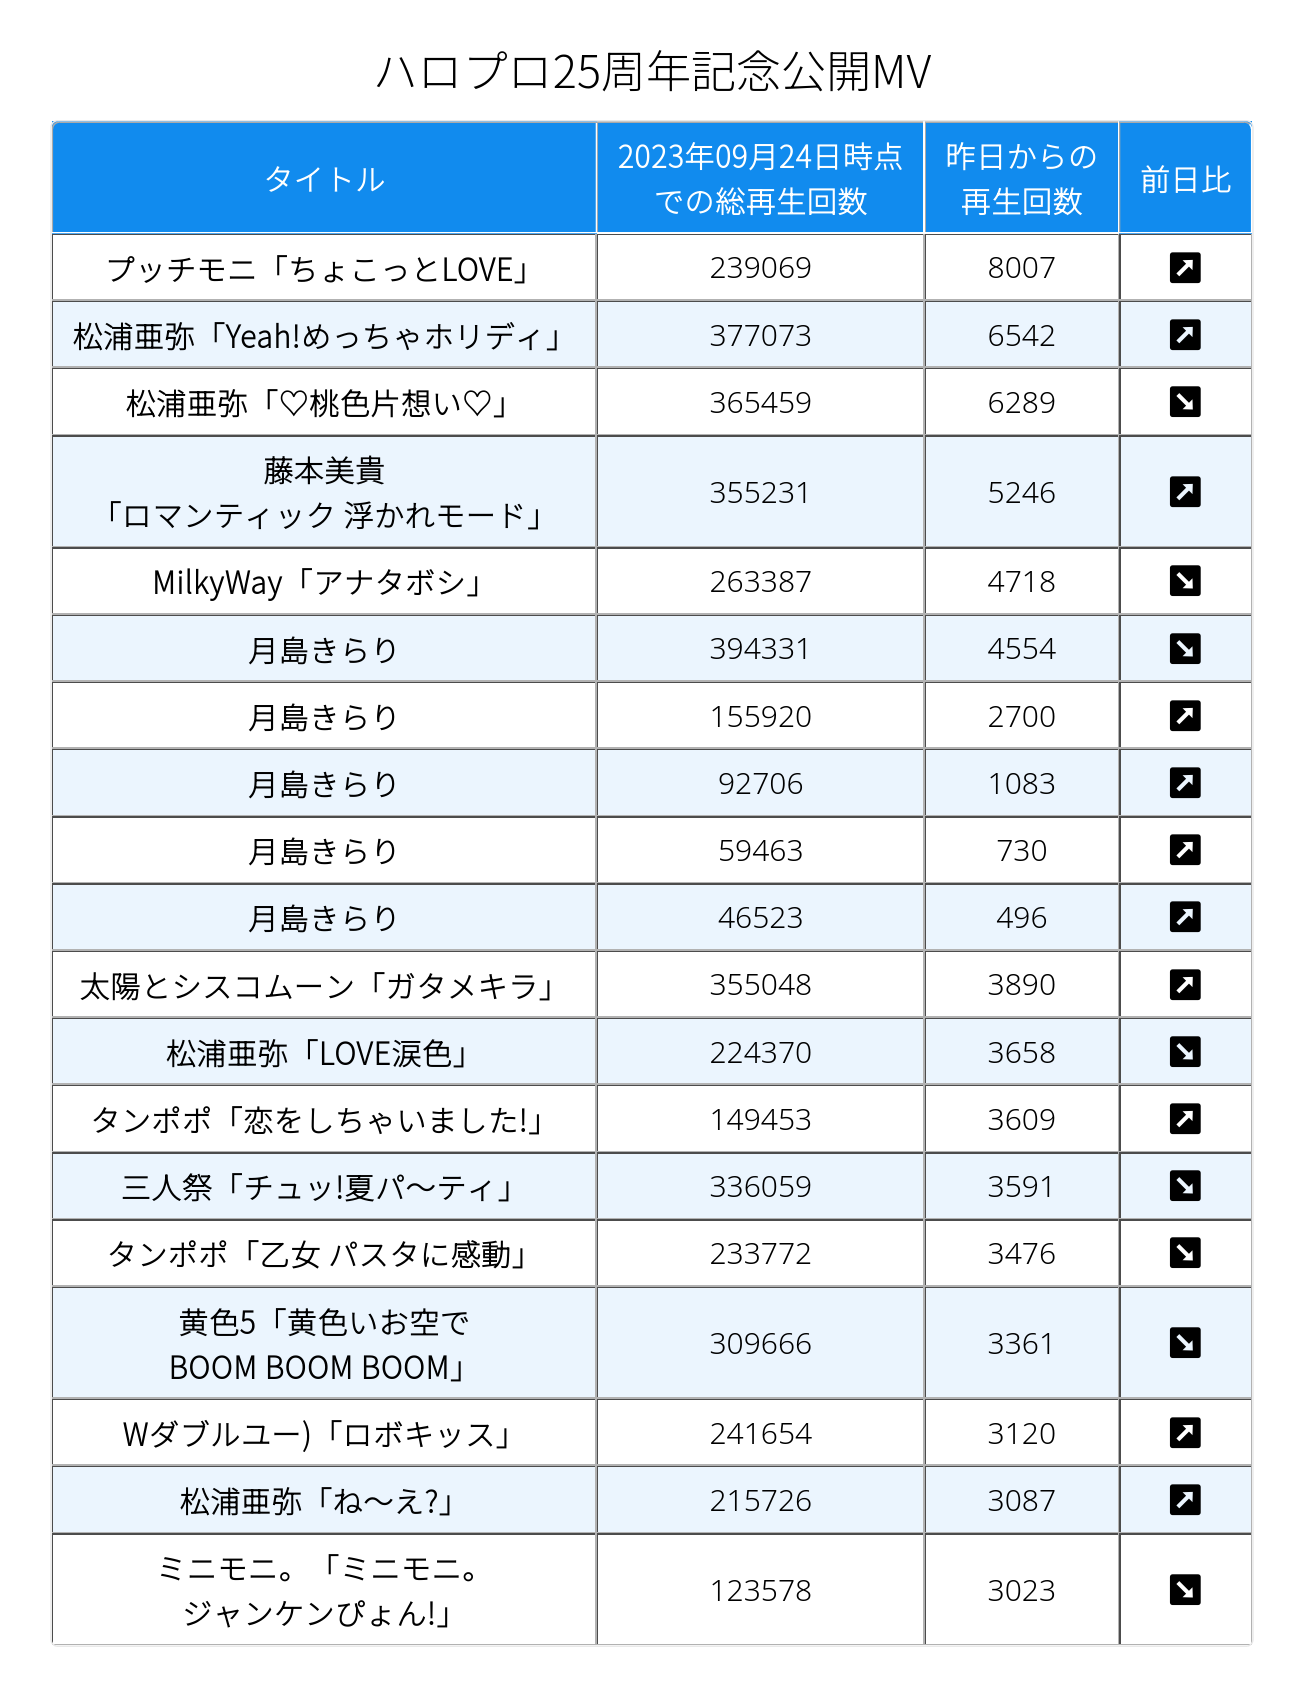 ハロプロ25周年記念公開MV
タイトル
2023年09月24日時点
での総再生回数
昨日からの
再生回数
前日比
プッチモニ「ちょこっとLOVE」 239069 8007 ↗
松浦亜弥「Yeah!めっちゃホリディ」 377073 6542 ↗
松浦亜弥「♡桃色片想い♡」 365459 6289 ↘
藤本美貴
「ロマンティック 浮かれモード」 355231 5246 ↗
MilkyWay「アナタボシ」 263387 4718 ↘
月島きらり 394331 4554 ↘
月島きらり 155920 2700 ↗
月島きらり 92706 1083 ↗
月島きらり 59463 730 ↗
月島きらり 46523 496 ↗
太陽とシスコムーン「ガタメキラ」 355048 3890 ↗
松浦亜弥「LOVE涙色」 224370 3658 ↘
タンポポ「恋をしちゃいました!」 149453 3609 ↗
三人祭「チュッ!夏パ〜ティ」 336059 3591 ↘
タンポポ「乙女 パスタに感動」 233772 3476 ↘
黄色5「黄色いお空で
BOOM BOOM BOOM」 309666 3361 ↘
Wダブルユー)「ロボキッス」 241654 3120 ↗
松浦亜弥「ね〜え?」 215726 3087 ↗
ミニモニ。「ミニモニ。
ジャンケンぴょん!」 123578 3023 ↘